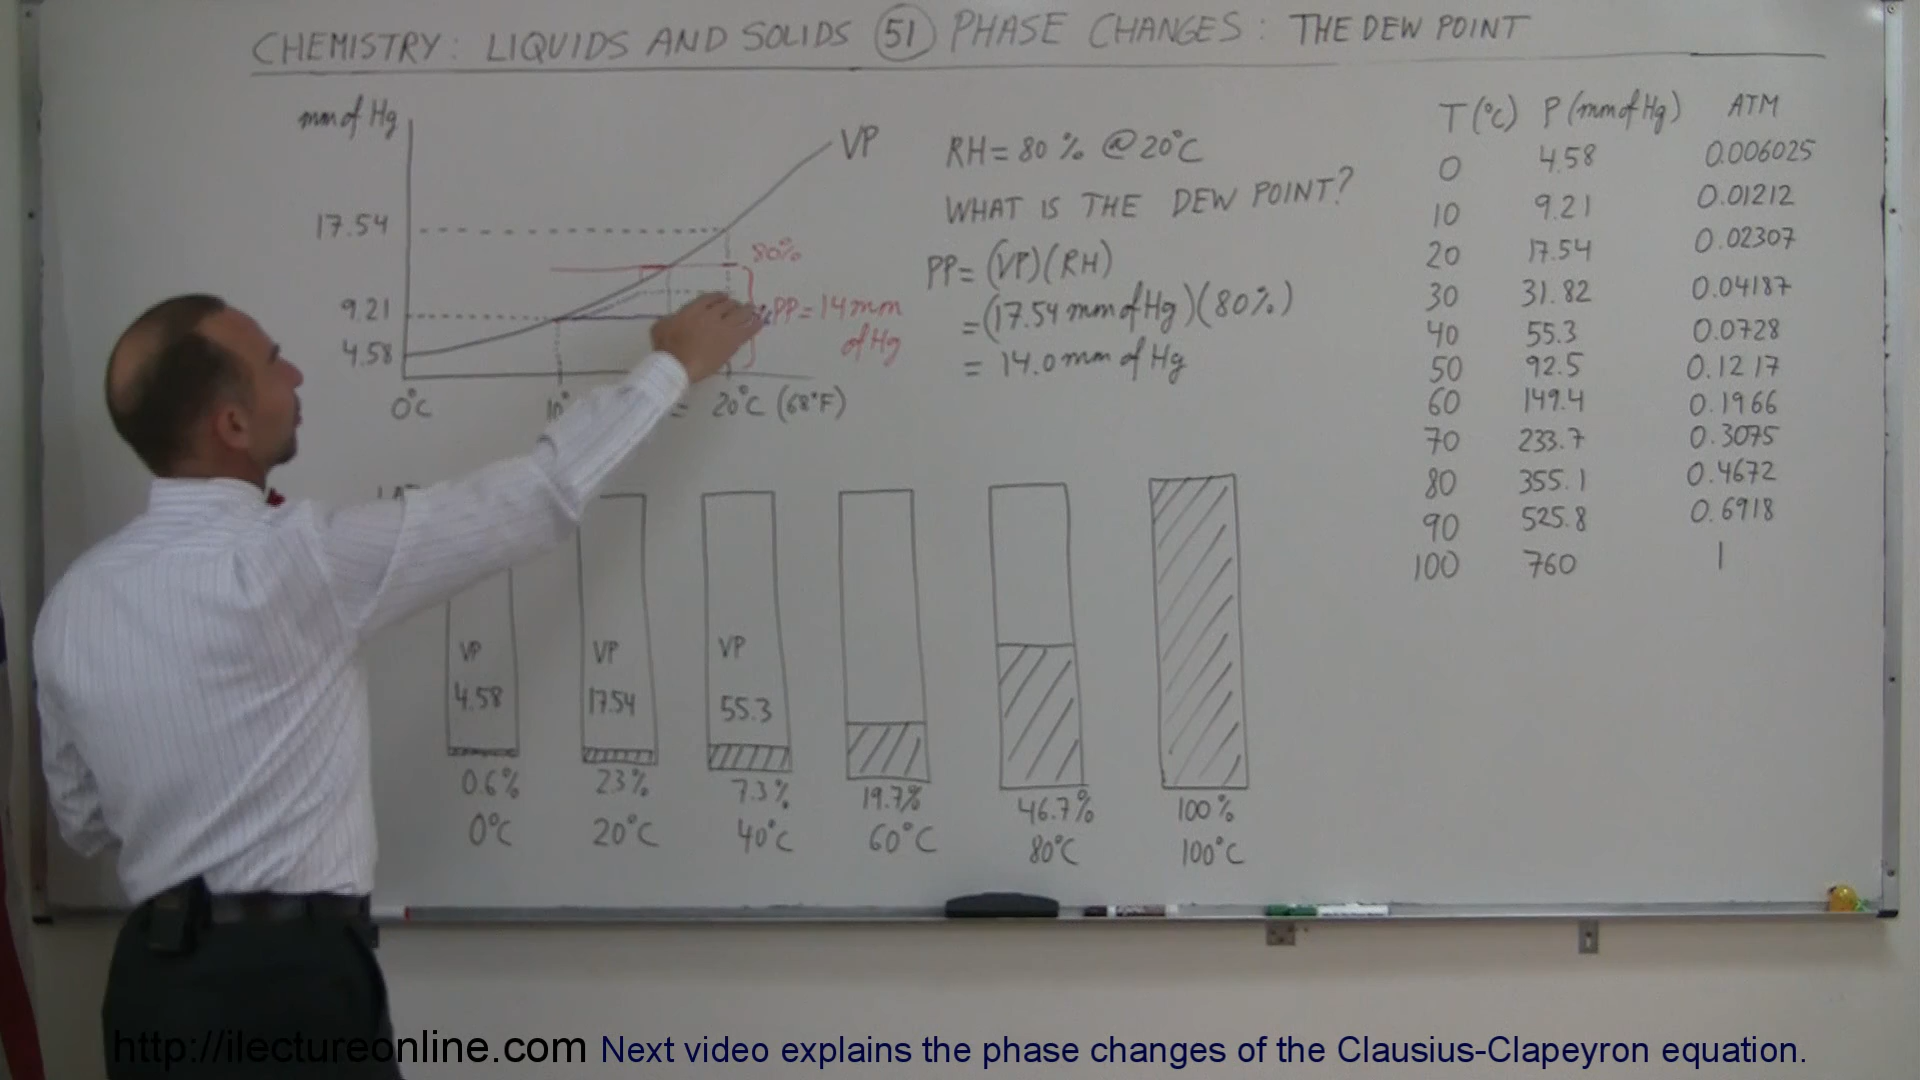 CHEMISTRY: LIQUIDS AND SOLIDS 51 PHASE CHANGES: THE DEW POINT
mm of Hg
VP
17.54
80%
9.21
PP = 14 mm
of Hg
4.58
0°C
10°
= 20°C (68°F)
RH = 80% @ 20°C
WHAT IS THE DEW POINT?
PP = (VP)(RH)
= (17.54 mm of Hg)(80%)
= 14.0 mm of Hg
T(°C) P(mm of Hg) ATM
0 4.58 0.006025
10 9.21 0.01212
20 17.54 0.02307
30 31.82 0.04187
40 55.3 0.0728
50 92.5 0.1217
60 149.4 0.1966
70 233.7 0.3075
80 355.1 0.4672
90 525.8 0.6918
100 760 1
VP VP VP
4.58 17.54 55.3
0.6% 2.3% 7.3% 19.7% 46.7% 100%
0°C 20°C 40°C 60°C 80°C 100°C
http://ilectureonline.com Next video explains the phase changes of the Clausius-Clapeyron equation.